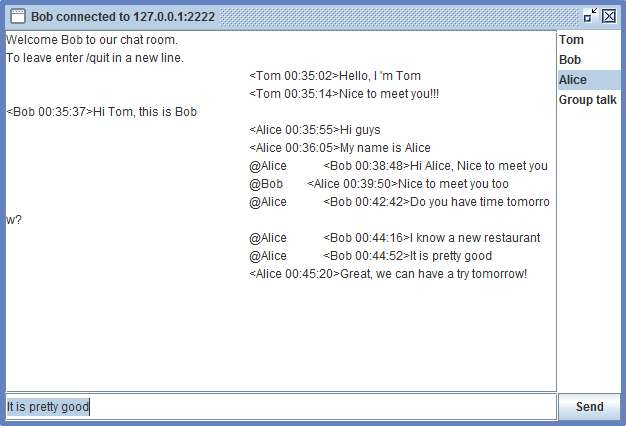 Bob connected to 127.0.0.1:2222
Welcome Bob to our chat room.
To leave enter /quit in a new line.
<Tom 00:35:02>Hello, I 'm Tom
<Tom 00:35:14>Nice to meet you!!!
<Bob 00:35:37>Hi Tom, this is Bob
<Alice 00:35:55>Hi guys
<Alice 00:36:05>My name is Alice
@Alice <Bob 00:38:48>Hi Alice, Nice to meet you
@Bob <Alice 00:39:50>Nice to meet you too
@Alice <Bob 00:42:42>Do you have time tomorro
w?
@Alice <Bob 00:44:16>I know a new restaurant
@Alice <Bob 00:44:52>It is pretty good
<Alice 00:45:20>Great, we can have a try tomorrow!
Tom
Bob
Alice
Group talk
It is pretty good
Send